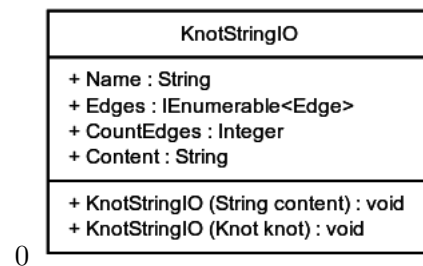 KnotStringIO
+ Name : String
+ Edges : IEnumerable<Edge>
+ CountEdges : Integer
+ Content : String
+ KnotStringIO (String content) : void
+ KnotStringIO (Knot knot) : void
0